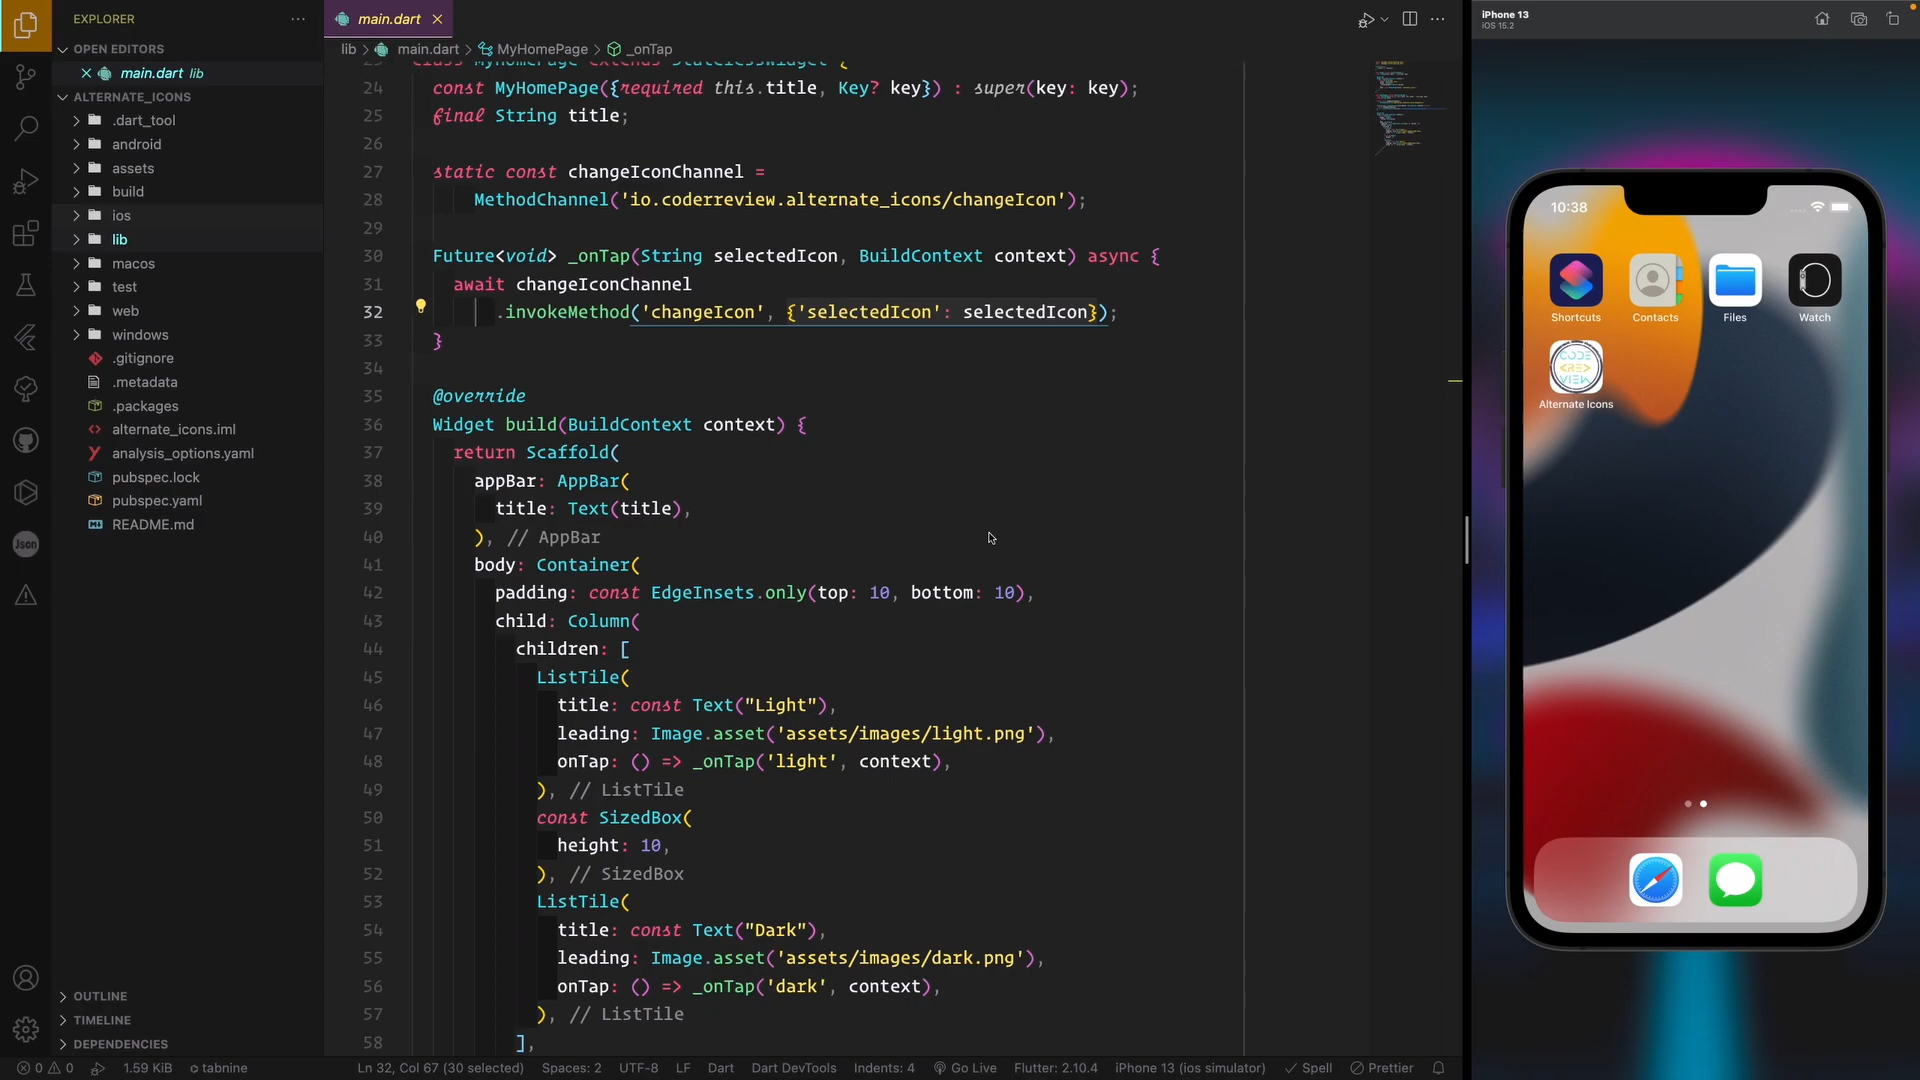 EXPLORER
OPEN EDITORS
main.dart lib
ALTERNATE_ICONS
.dart_tool
android
assets
build
ios
lib
macos
test
web
windows
.gitignore
.metadata
.packages
alternate_icons.iml
analysis_options.yaml
pubspec.lock
pubspec.yaml
README.md
OUTLINE
TIMELINE
DEPENDENCIES
Json
main.dart
lib > main.dart > MyHomePage > _onTap
23 class MyHomePage extends StatelessWidget {
24 const MyHomePage({required this.title, Key? key}) : super(key: key);
25 final String title;
26
27 static const changeIconChannel =
28 MethodChannel('io.coderreview.alternate_icons/changeIcon');
29
30 Future<void> _onTap(String selectedIcon, BuildContext context) async {
31 await changeIconChannel
32 .invokeMethod('changeIcon', {'selectedIcon': selectedIcon});
33 }
34
35 @override
36 Widget build(BuildContext context) {
37 return Scaffold(
38 appBar: AppBar(
39 title: Text(title),
40 ), // AppBar
41 body: Container(
42 padding: const EdgeInsets.only(top: 10, bottom: 10),
43 child: Column(
44 children: [
45 ListTile(
46 title: const Text("Light"),
47 leading: Image.asset('assets/images/light.png'),
48 onTap: () => _onTap('light', context),
49 ), // ListTile
50 const SizedBox(
51 height: 10,
52 ), // SizedBox
53 ListTile(
54 title: const Text("Dark"),
55 leading: Image.asset('assets/images/dark.png'),
56 onTap: () => _onTap('dark', context),
57 ), // ListTile
58 ],
iPhone 13
iOS 15.2
10:38
Shortcuts
Contacts
Files
Watch
CODE
<RE>
VIEW
Alternate Icons
0 0 1.59 KiB tabnine Ln 32, Col 67 (30 selected) Spaces: 2 UTF-8 LF Dart Dart DevTools Indents: 4 Go Live Flutter: 2.10.4 iPhone 13 (ios simulator) Spell Prettier